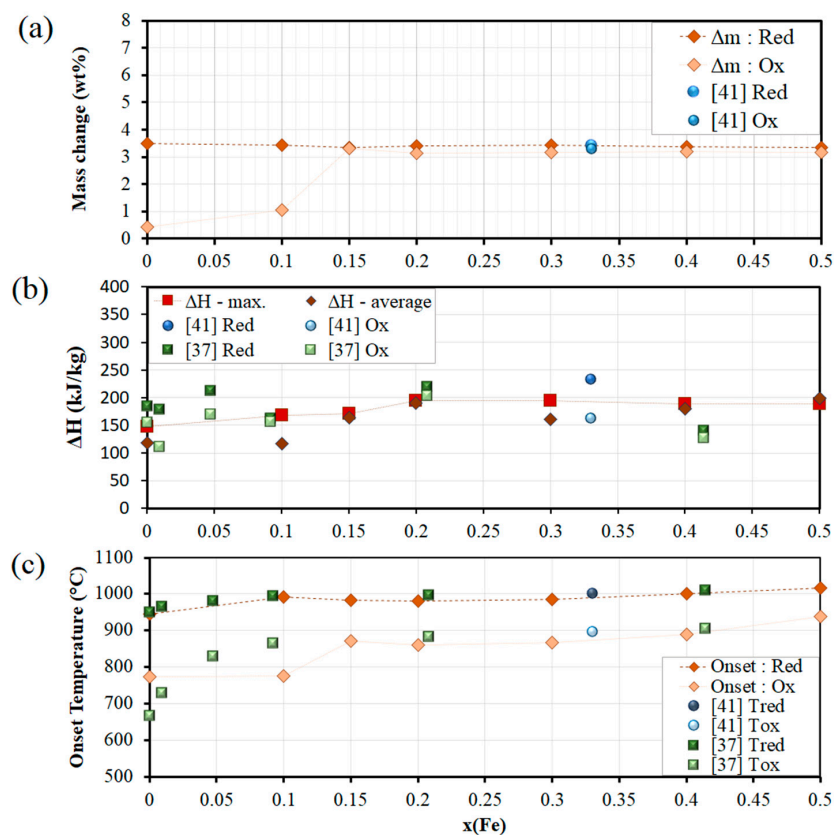 (a)
Mass change (wt%)
8
7
6
5
4
3
2
1
0
Δm : Red
Δm : Ox
[41] Red
[41] Ox
0 0.05 0.1 0.15 0.2 0.25 0.3 0.35 0.4 0.45 0.5
(b)
ΔH (kJ/kg)
400
350
300
250
200
150
100
50
0
ΔH - max. ΔH - average
[41] Red [41] Ox
[37] Red [37] Ox
0 0.05 0.1 0.15 0.2 0.25 0.3 0.35 0.4 0.45 0.5
(c)
Onset Temperature (°C)
1100
1000
900
800
700
600
500
Onset : Red
Onset : Ox
[41] Tred
[41] Tox
[37] Tred
[37] Tox
0 0.05 0.1 0.15 0.2 0.25 0.3 0.35 0.4 0.45 0.5
x(Fe)